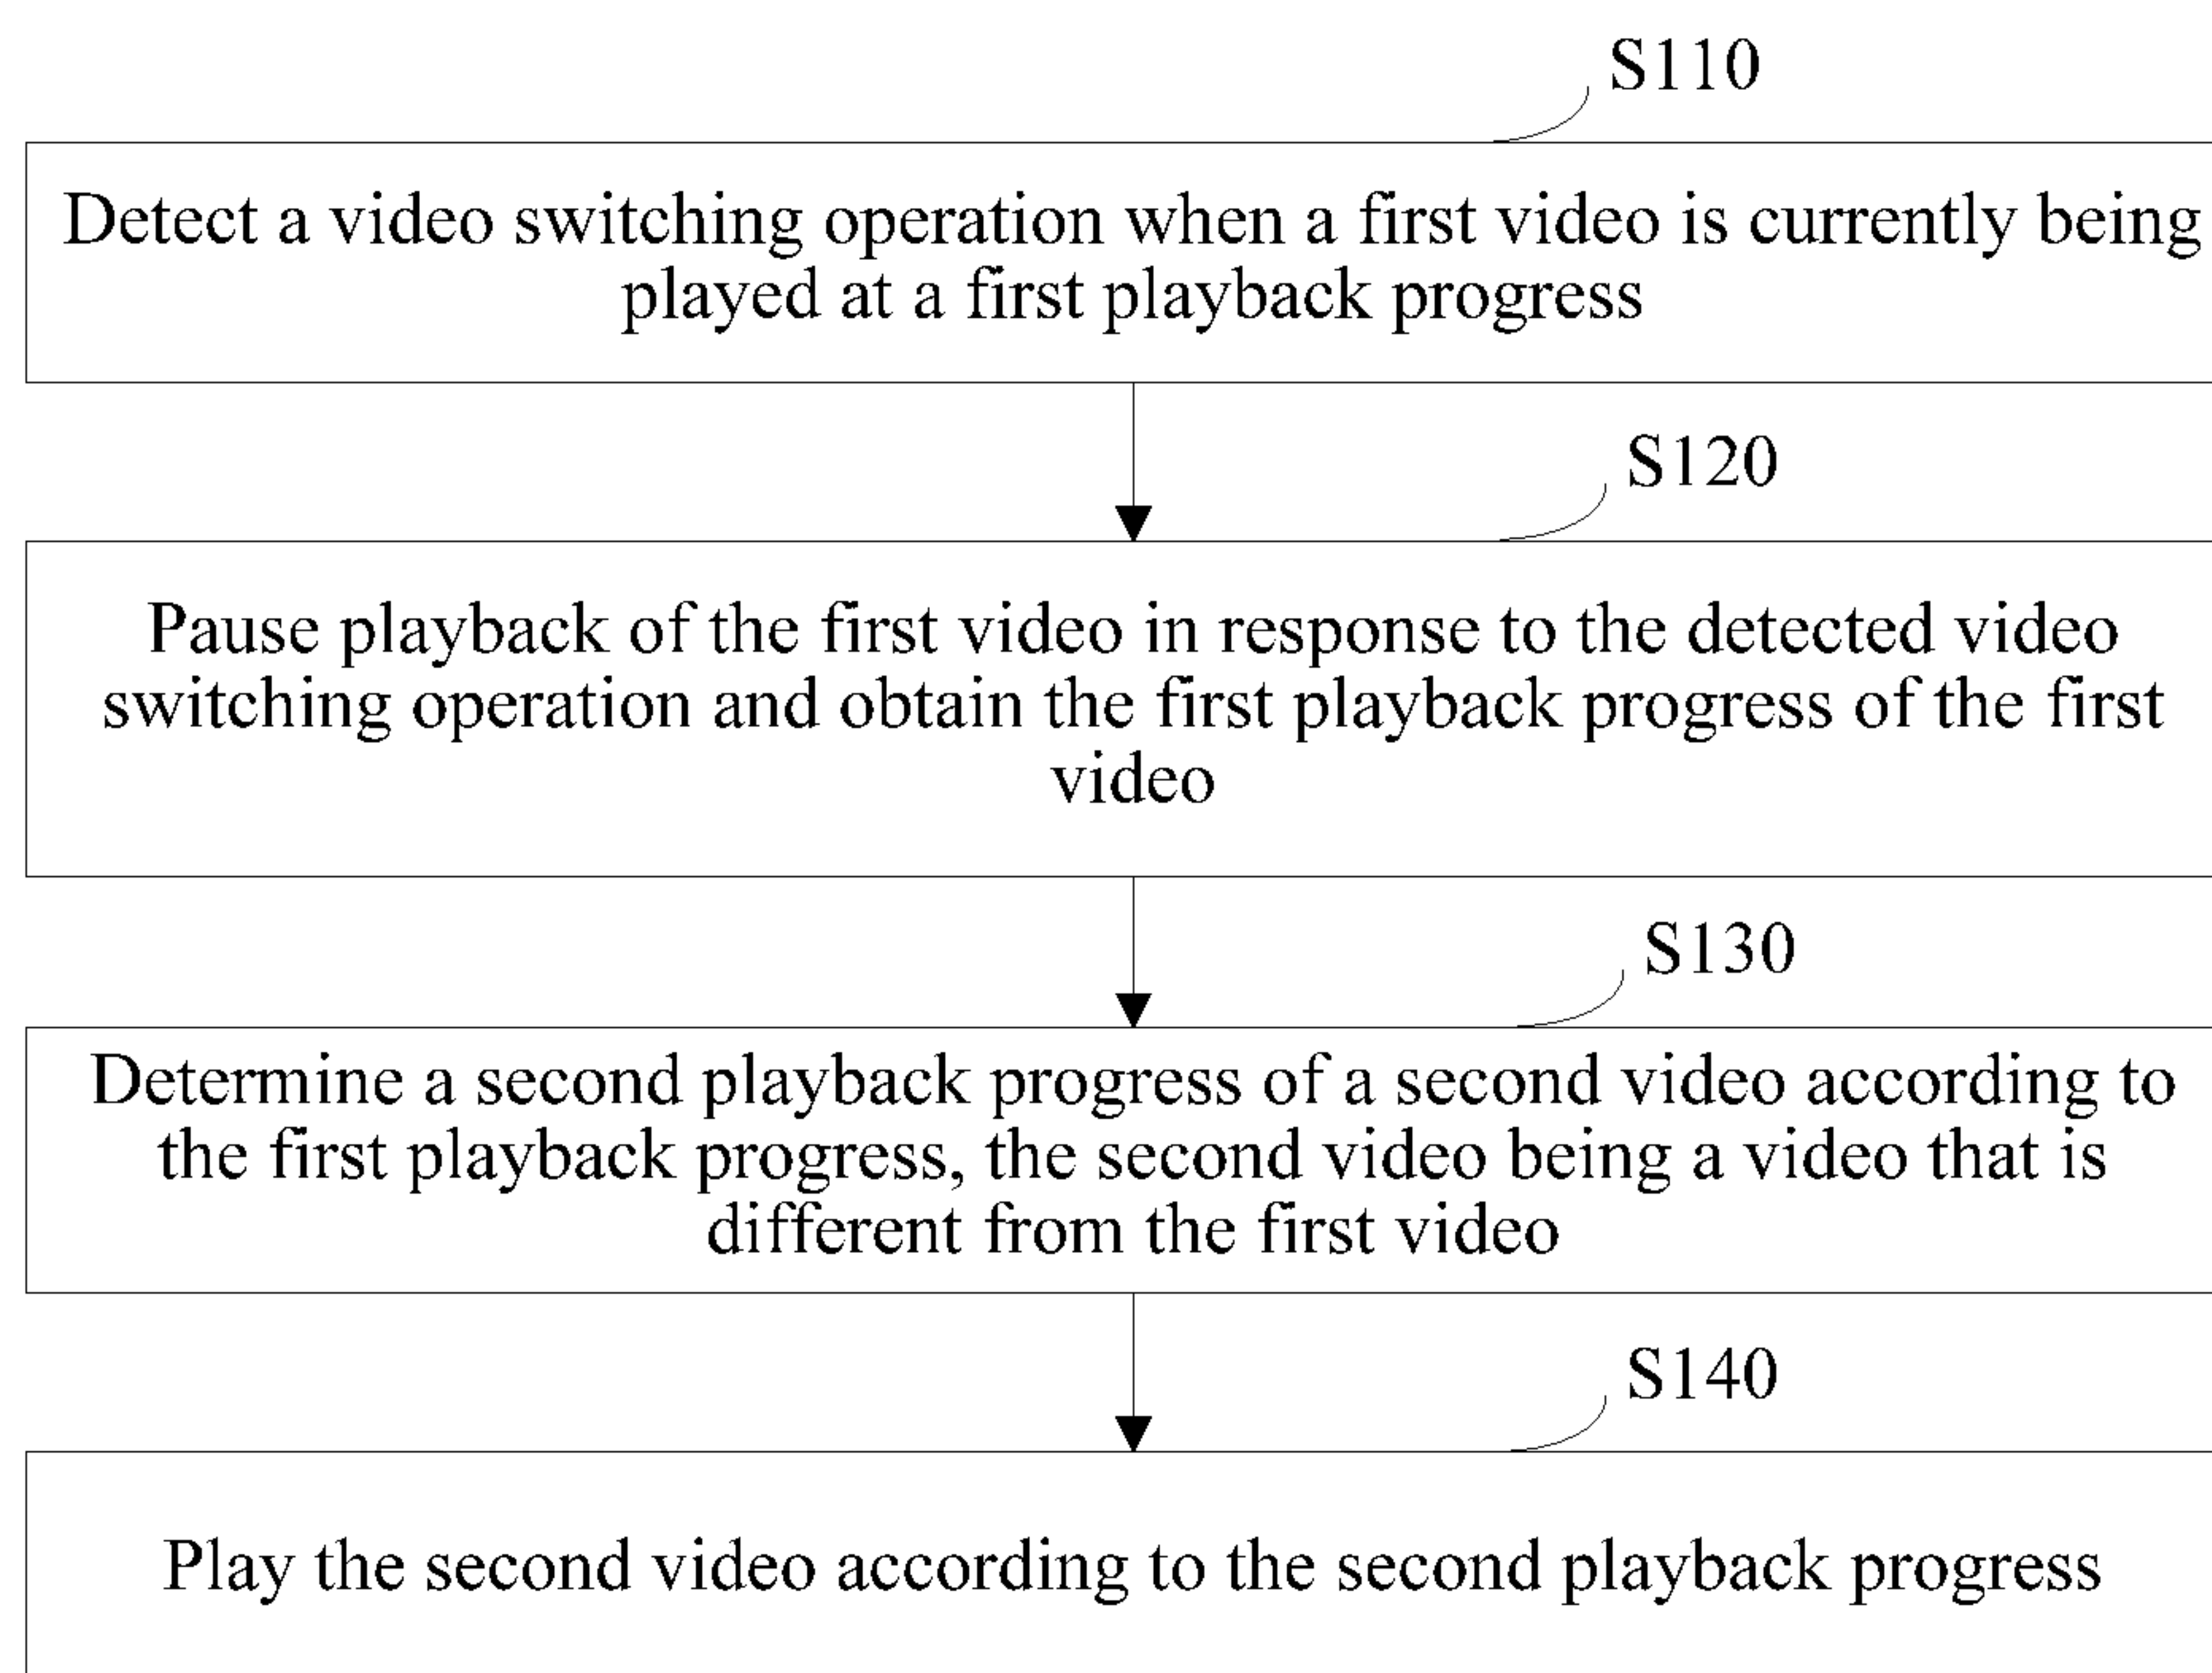 S110
Detect a video switching operation when a first video is currently being
played at a first playback progress
S120
Pause playback of the first video in response to the detected video
switching operation and obtain the first playback progress of the first
video
S130
Determine a second playback progress of a second video according to
the first playback progress, the second video being a video that is
different from the first video
S140
Play the second video according to the second playback progress